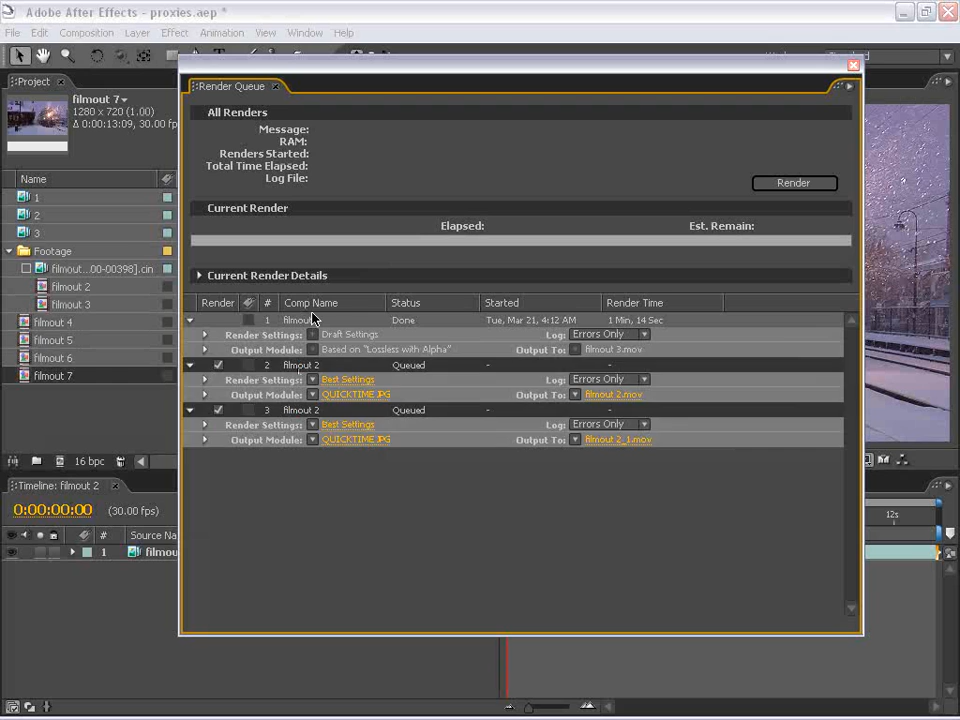 Adobe After Effects - proxies.aep *
File Edit Composition Layer Effect Animation View Window Help
Project
filmout 7
1280 x 720 (1.00)
Δ 0:00:13:09, 30.00 fp
Name
1
2
3
Footage
filmout...00-00398].cin
filmout 2
filmout 3
filmout 4
filmout 5
filmout 6
filmout 7
16 bpc
Render Queue
All Renders
Message:
RAM:
Renders Started:
Total Time Elapsed:
Log File:
Render
Current Render
Elapsed: Est. Remain:
Current Render Details
Render # Comp Name Status Started Render Time
1 filmout Done Tue, Mar 21, 4:12 AM 1 Min, 14 Sec
Render Settings: Draft Settings Log: Errors Only
Output Module: Based on "Lossless with Alpha" Output To: filmout 3.mov
2 filmout 2 Queued - -
Render Settings: Best Settings Log: Errors Only
Output Module: QUICKTIME JPG Output To: filmout 2.mov
3 filmout 2 Queued - -
Render Settings: Best Settings Log: Errors Only
Output Module: QUICKTIME JPG Output To: filmout 2_1.mov
Timeline: filmout 2
0:00:00:00 (30.00 fps)
# Source Na
1 filmou
12s